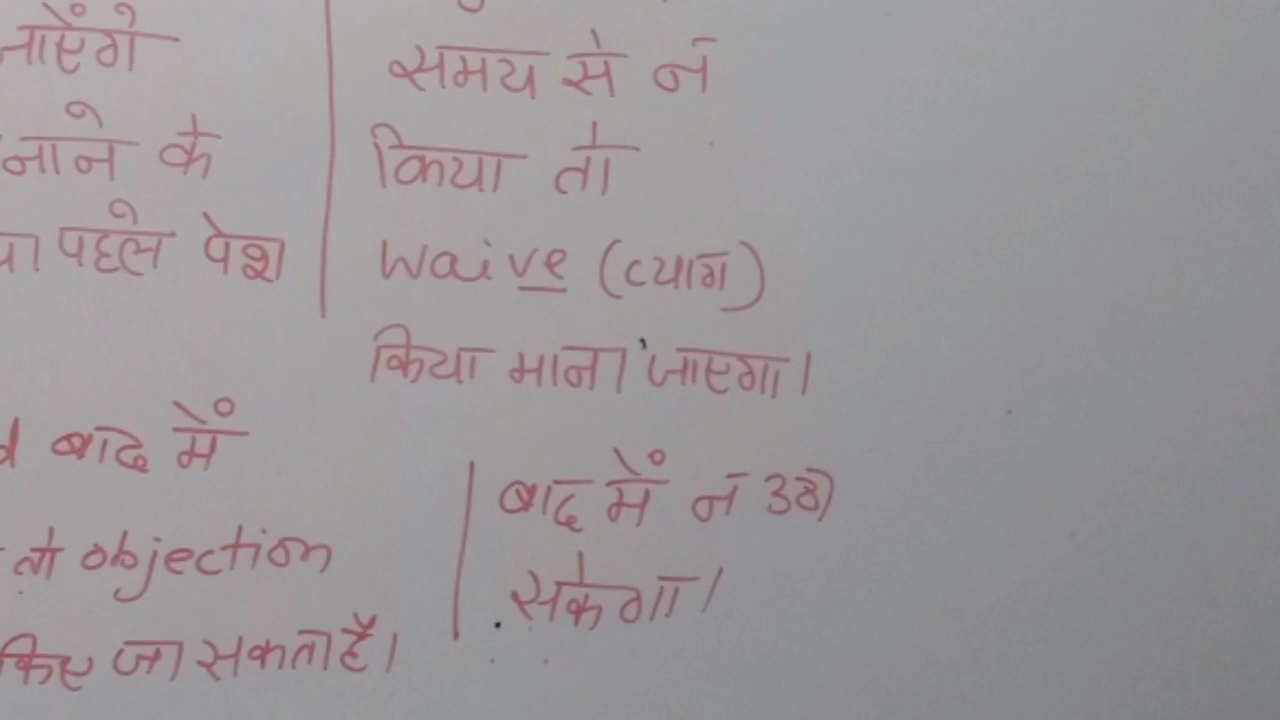 जाएंगे
नाने के
या पहले पेश
बाद में
तो objection
किए जा सकता है।
समय से न
किया तो
waive (त्याग)
किया माना जाएगा।
बाद में न उठा
सकेगा।